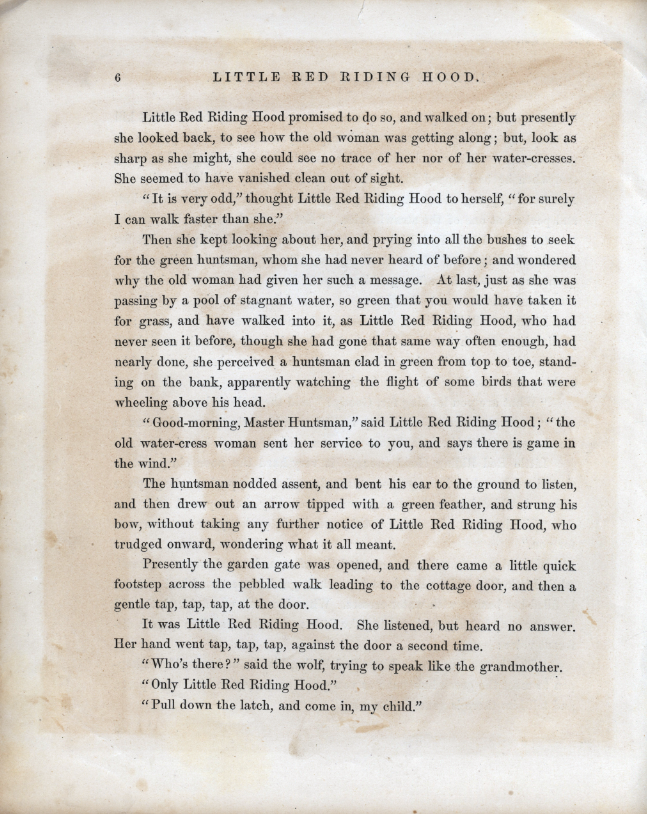 6 LITTLE RED RIDING HOOD.
Little Red Riding Hood promised to do so, and walked on; but presently
she looked back, to see how the old woman was getting along; but, look as
sharp as she might, she could see no trace of her nor of her water-cresses.
She seemed to have vanished clean out of sight.
“It is very odd,” thought Little Red Riding Hood to herself, “for surely
I can walk faster than she.”
Then she kept looking about her, and prying into all the bushes to seek
for the green huntsman, whom she had never heard of before; and wondered
why the old woman had given her such a message. At last, just as she was
passing by a pool of stagnant water, so green that you would have taken it
for grass, and have walked into it, as Little Red Riding Hood, who had
never seen it before, though she had gone that same way often enough, had
nearly done, she perceived a huntsman clad in green from top to toe, stand-
ing on the bank, apparently watching the flight of some birds that were
wheeling above his head.
“Good-morning, Master Huntsman,” said Little Red Riding Hood; “the
old water-cress woman sent her service to you, and says there is game in
the wind.”
The huntsman nodded assent, and bent his ear to the ground to listen,
and then drew out an arrow tipped with a green feather, and strung his
bow, without taking any further notice of Little Red Riding Hood, who
trudged onward, wondering what it all meant.
Presently the garden gate was opened, and there came a little quick
footstep across the pebbled walk leading to the cottage door, and then a
gentle tap, tap, tap, at the door.
It was Little Red Riding Hood. She listened, but heard no answer.
Her hand went tap, tap, tap, against the door a second time.
“Who’s there?” said the wolf, trying to speak like the grandmother.
“Only Little Red Riding Hood.”
“Pull down the latch, and come in, my child.”